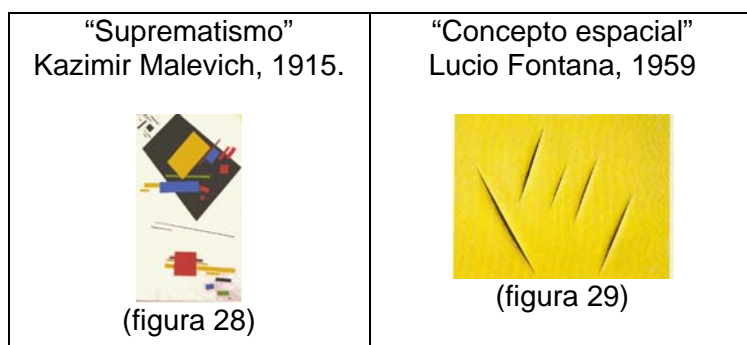 “Suprematismo”
Kazimir Malevich, 1915.
(figura 28)
“Concepto espacial”
Lucio Fontana, 1959
(figura 29)